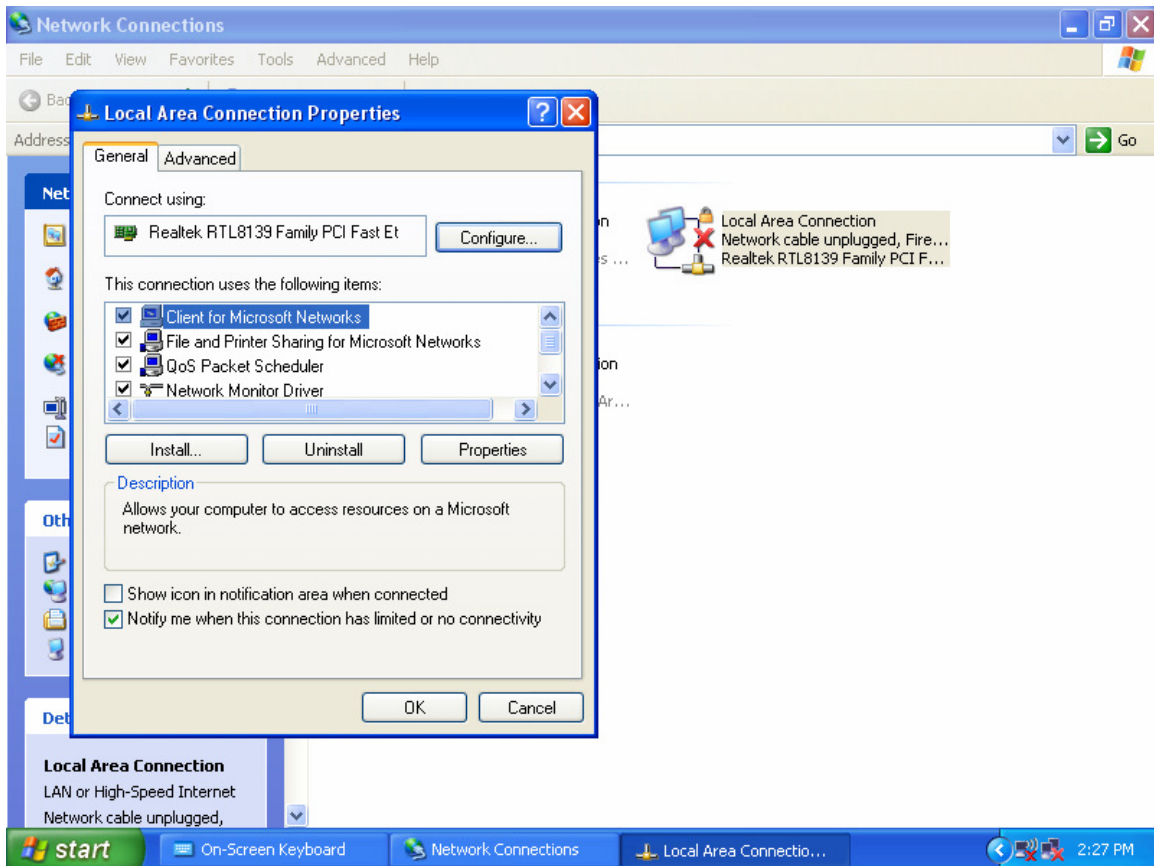 Network Connections
File Edit View Favorites Tools Advanced Help
Address
Go
Local Area Connection Properties
General Advanced
Connect using:
Realtek RTL8139 Family PCI Fast Et
Configure...
This connection uses the following items:
Client for Microsoft Networks
File and Printer Sharing for Microsoft Networks
QoS Packet Scheduler
Network Monitor Driver
Install... Uninstall Properties
Description
Allows your computer to access resources on a Microsoft
network.
Show icon in notification area when connected
Notify me when this connection has limited or no connectivity
OK Cancel
Local Area Connection
Network cable unplugged, Fire...
Realtek RTL8139 Family PCI F...
Local Area Connection
LAN or High-Speed Internet
Network cable unplugged,
start On-Screen Keyboard Network Connections Local Area Connectio... 2:27 PM